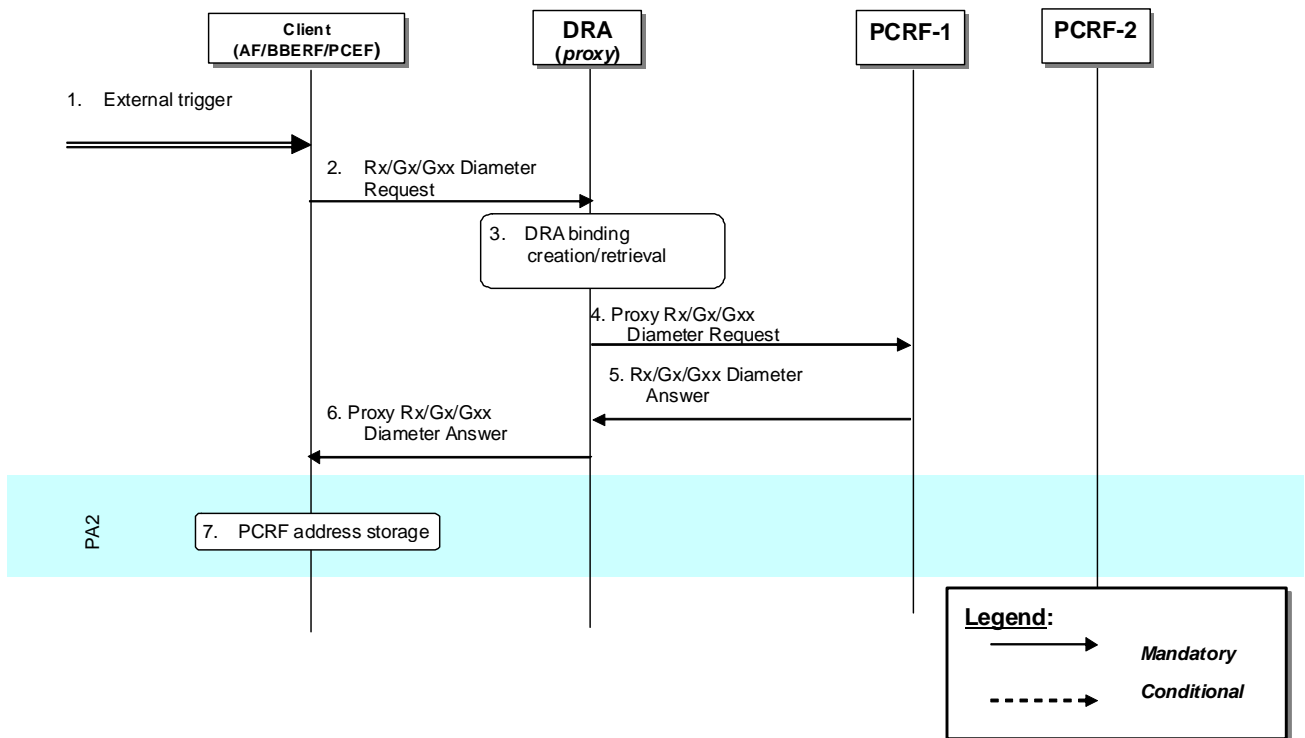 Client
(AF/BBERF/PCEF)
DRA
(proxy)
PCRF-1
PCRF-2
1. External trigger
2. Rx/Gx/Gxx Diameter
Request
3. DRA binding
creation/retrieval
4. Proxy Rx/Gx/Gxx
Diameter Request
5. Rx/Gx/Gxx Diameter
Answer
6. Proxy Rx/Gx/Gxx
Diameter Answer
PA2
7. PCRF address storage
Legend:
Mandatory
Conditional